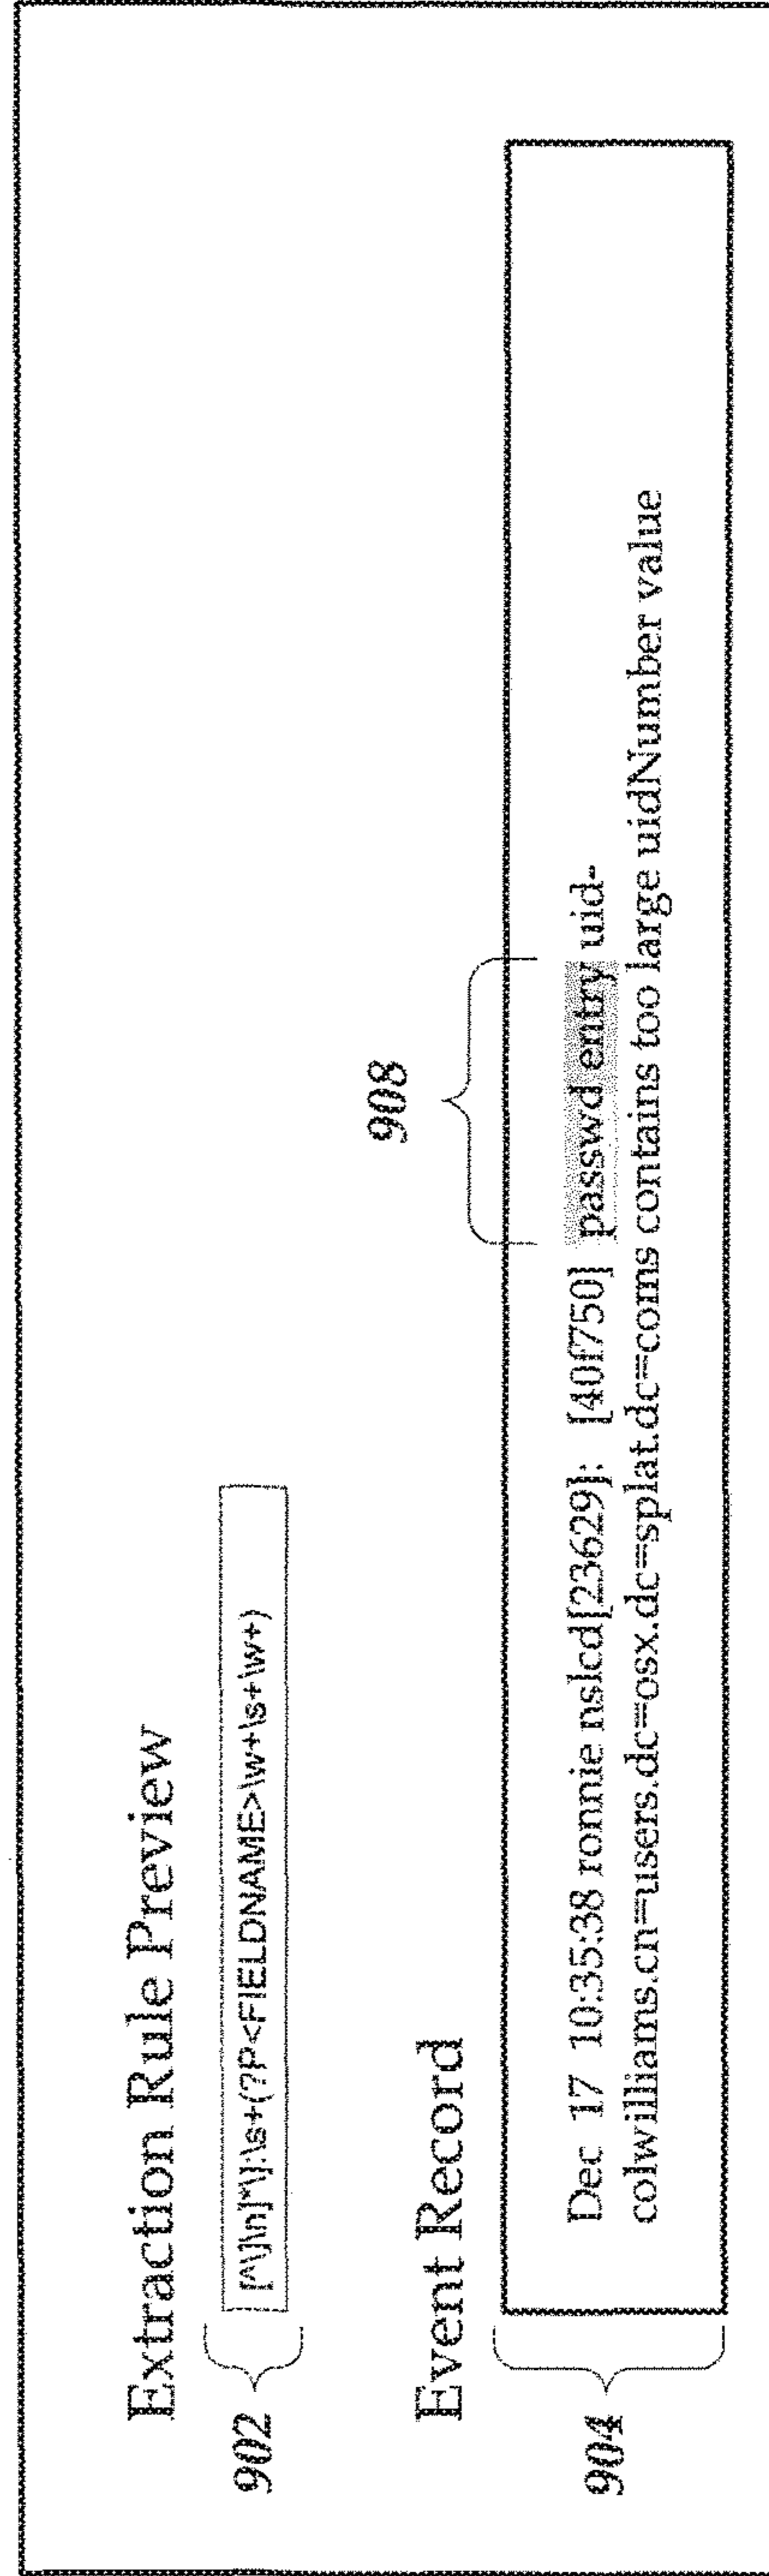 Extraction Rule Preview
902
[^\]\n]*\]:\s+(?P<FIELDNAME>\w+\s+\w+)
Event Record
908
904
Dec 17 10:35:38 ronnie nslcd[23629]: [40f750] passwd entry uid-
colwilliams.cn=users.dc=osx.dc=splat.dc=coms contains too large uidNumber value